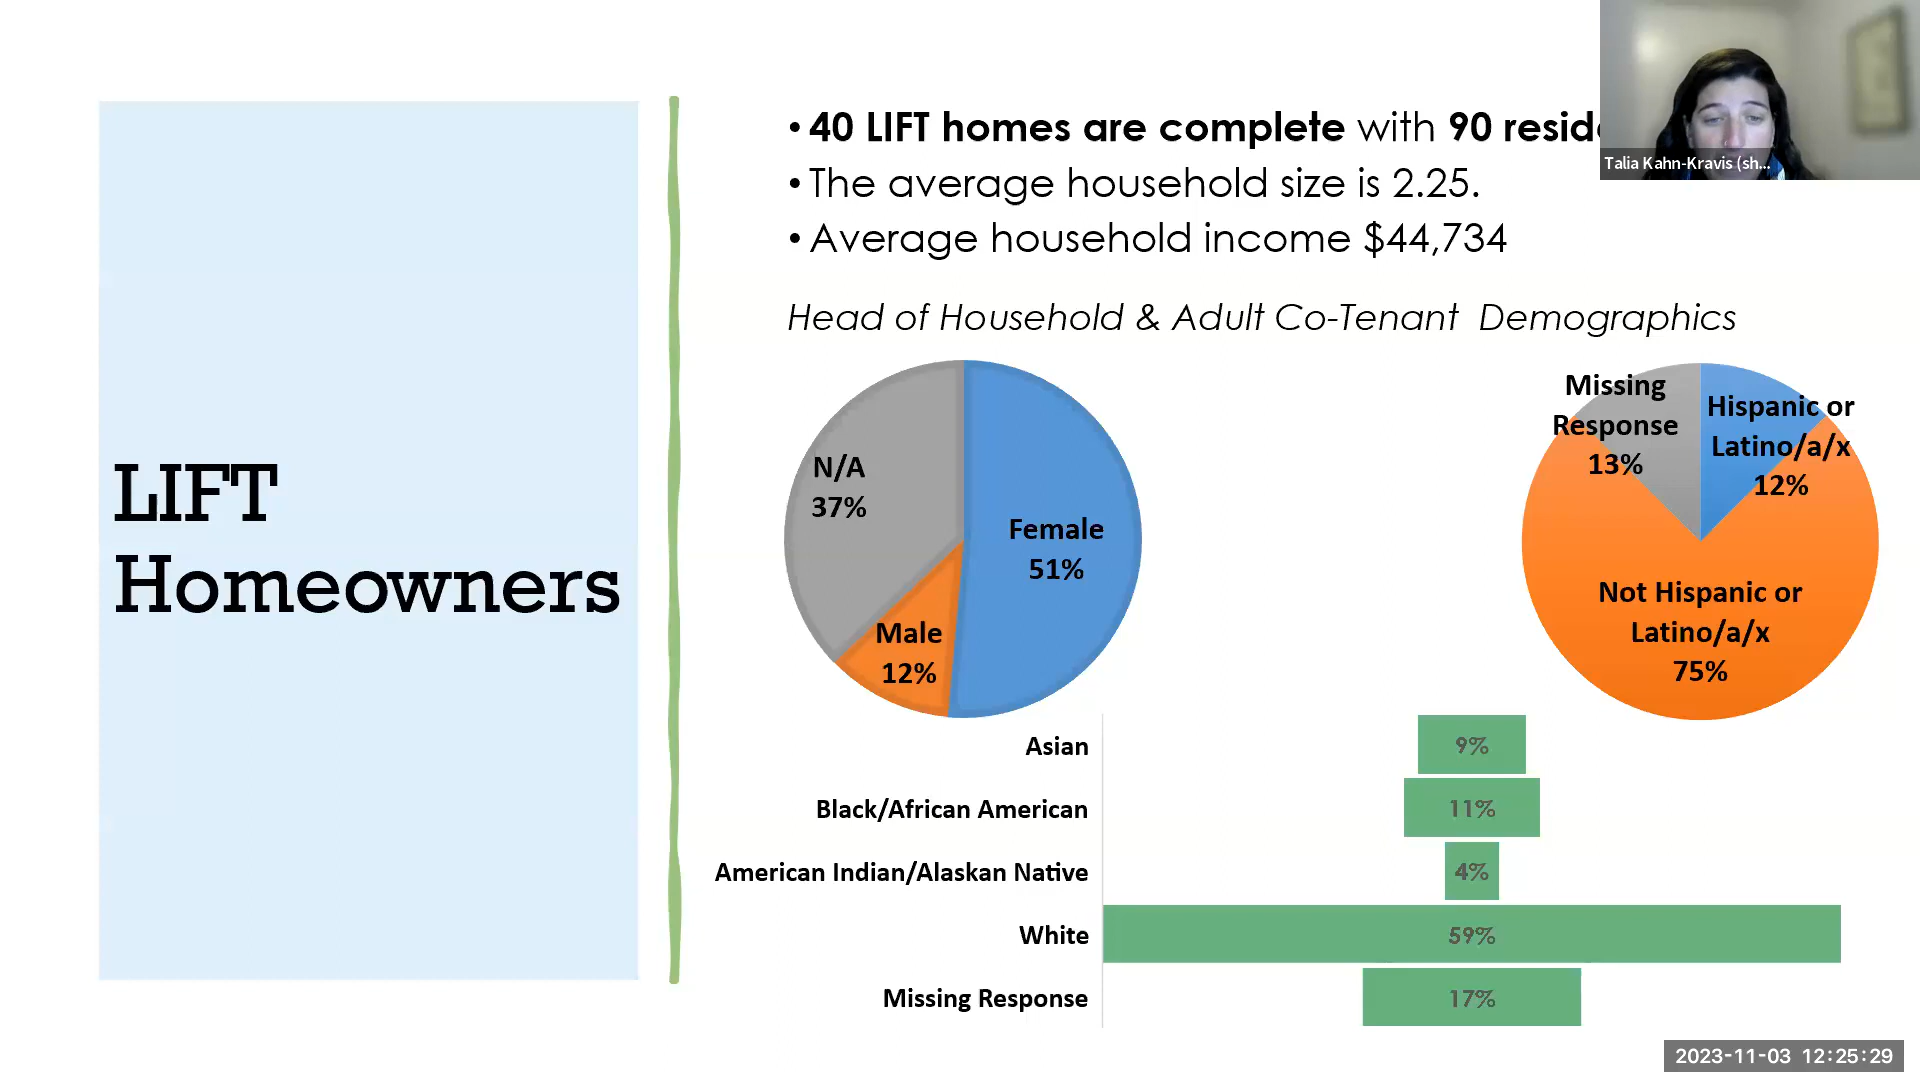 LIFT
Homeowners
• 40 LIFT homes are complete with 90
• The average household size is 2.25.
• Average household income $44,734
Talia Kahn-Kravis (sh...
Head of Household & Adult Co-Tenant Demographics
N/A
37%
Female
51%
Male
12%
Missing
Response
13%
Hispanic or
Latino/a/x
12%
Not Hispanic or
Latino/a/x
75%
Asian
9%
Black/African American
11%
American Indian/Alaskan Native
4%
White
59%
Missing Response
17%
2023-11-03 12:25:29